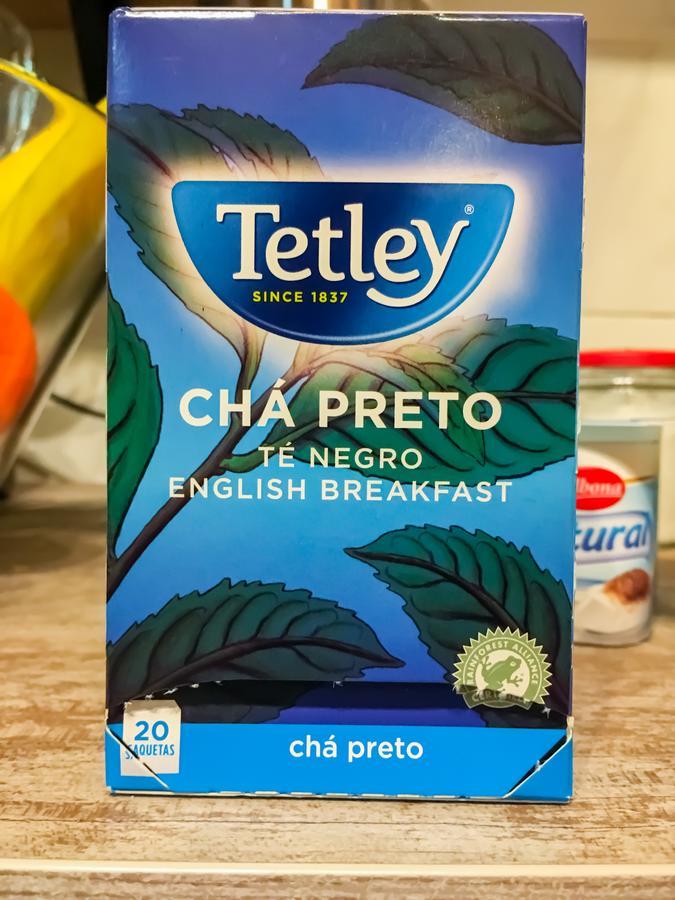 Tetley®
SINCE 1837
CHÁ PRETO
TÉ NEGRO
ENGLISH BREAKFAST
RAINFOREST ALLIANCE
20
SAQUETAS
chá preto